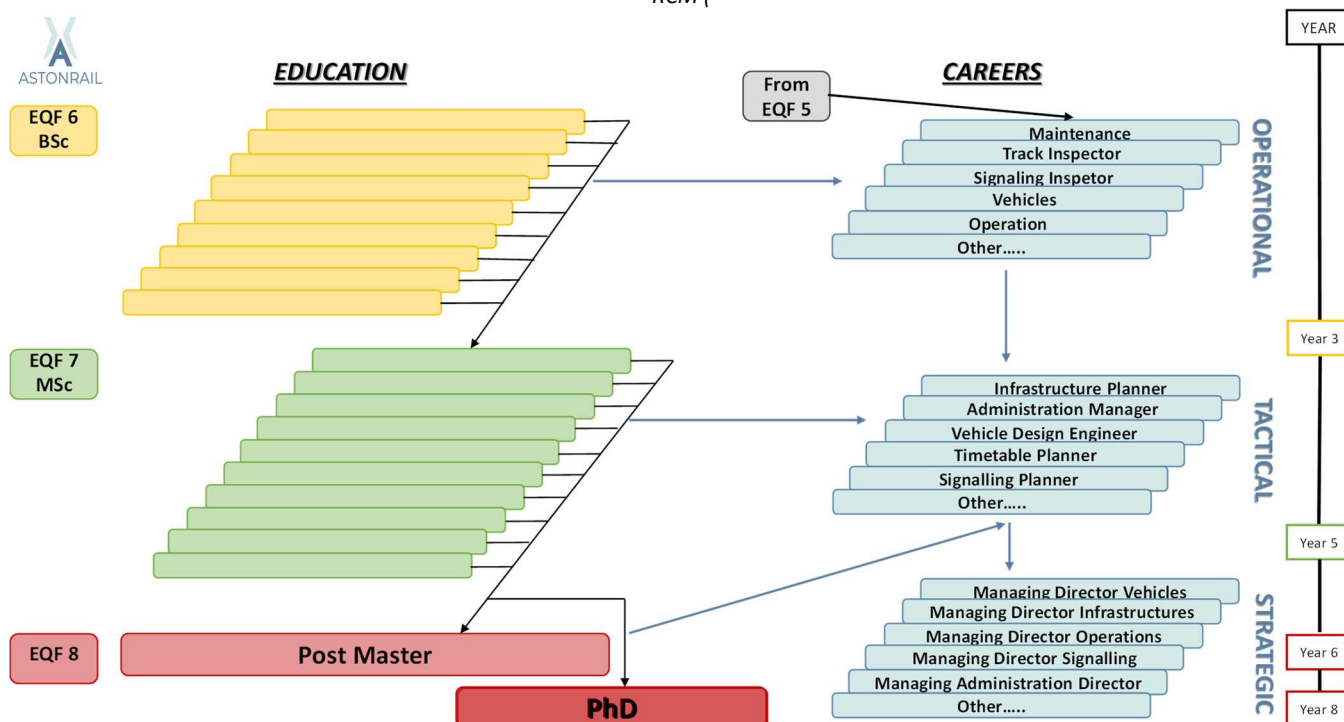 RCM (
YEAR
ASTONRAIL
EDUCATION
CAREERS
From
EQF 5
EQF 6
BSc
Maintenance
Track Inspector
Signaling Inspetor
Vehicles
Operation
Other…..
OPERATIONAL
Year 3
EQF 7
MSc
Infrastructure Planner
Administration Manager
Vehicle Design Engineer
Timetable Planner
Signalling Planner
Other…..
TACTICAL
Year 5
EQF 8
Post Master
PhD
Managing Director Vehicles
Managing Director Infrastructures
Managing Director Operations
Managing Director Signalling
Managing Administration Director
Other…..
STRATEGIC
Year 6
Year 8